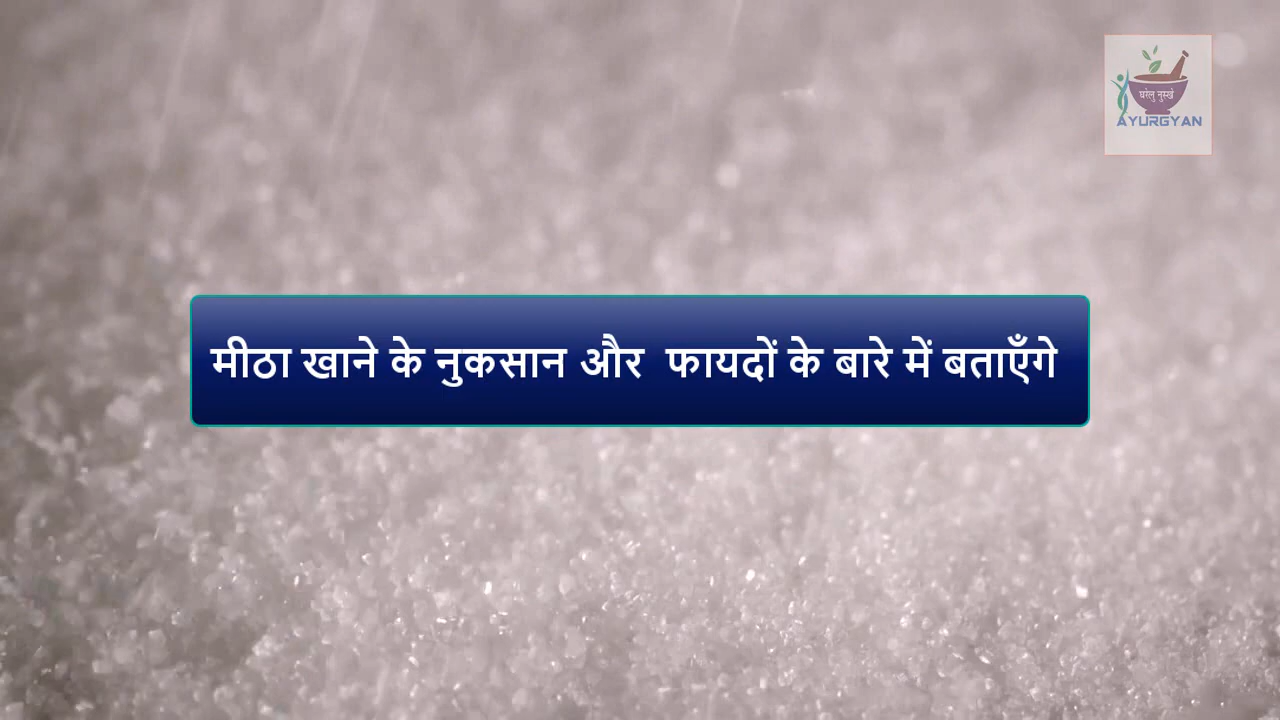 घरेलु नुस्खे
AYURGYAN
मीठा खाने के नुकसान और फायदों के बारे में बताएँगे